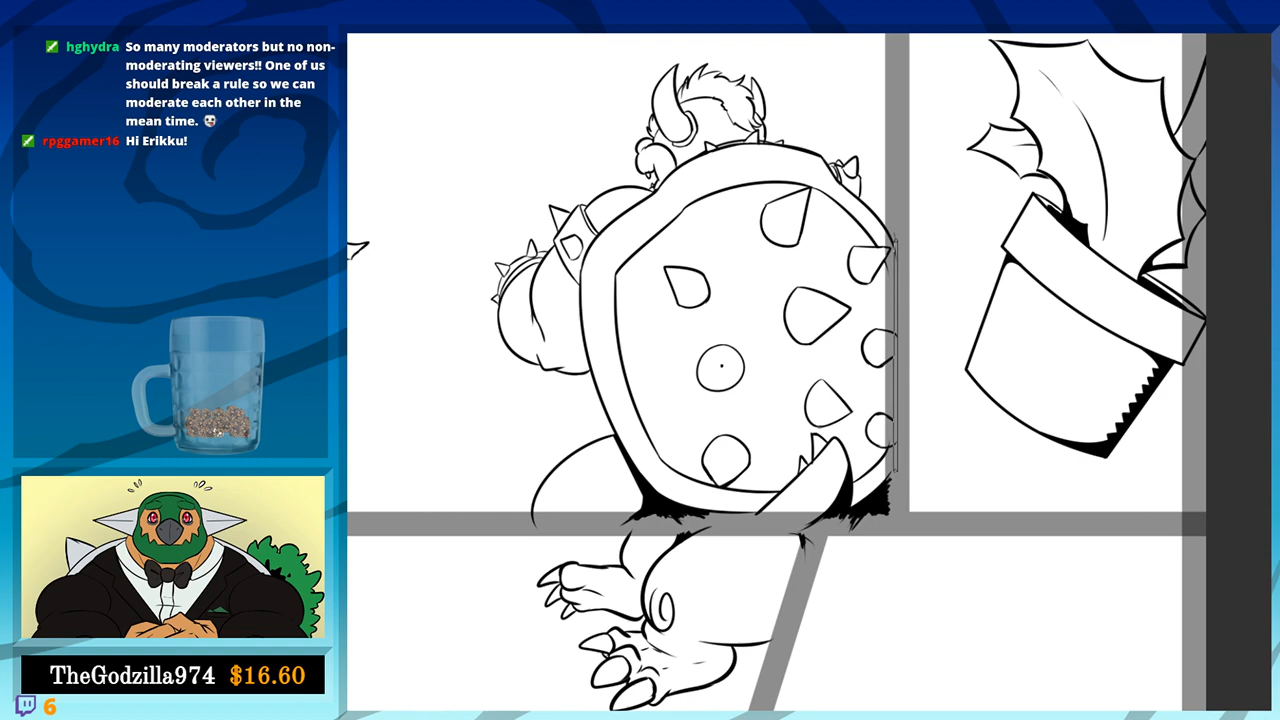 hghydra So many moderators but no non-
moderating viewers!! One of us
should break a rule so we can
moderate each other in the
mean time.
rpggamer16 Hi Erikku!
TheGodzilla974 $16.60
6